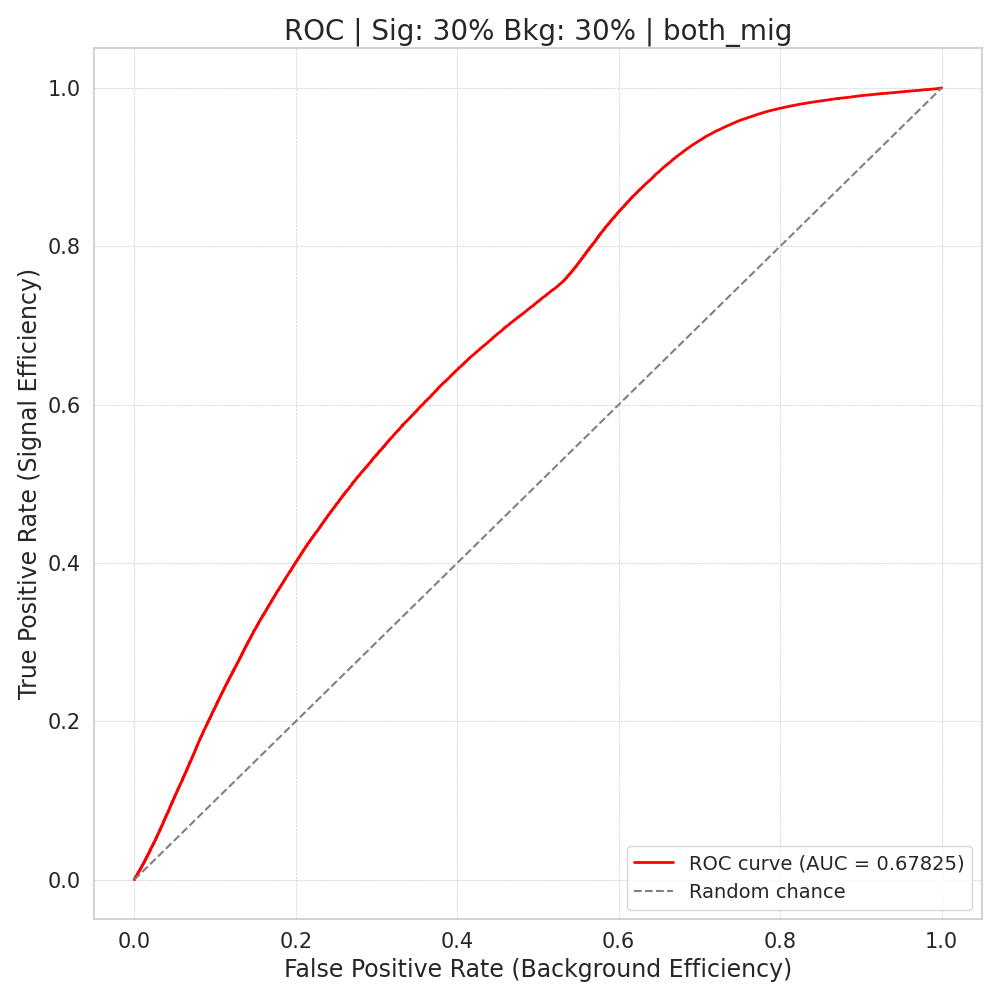 ROC | Sig: 30% Bkg: 30% | both_mig
True Positive Rate (Signal Efficiency)
1.0
0.8
0.6
0.4
0.2
0.0
ROC curve (AUC = 0.67825)
Random chance
0.0 0.2 0.4 0.6 0.8 1.0
False Positive Rate (Background Efficiency)